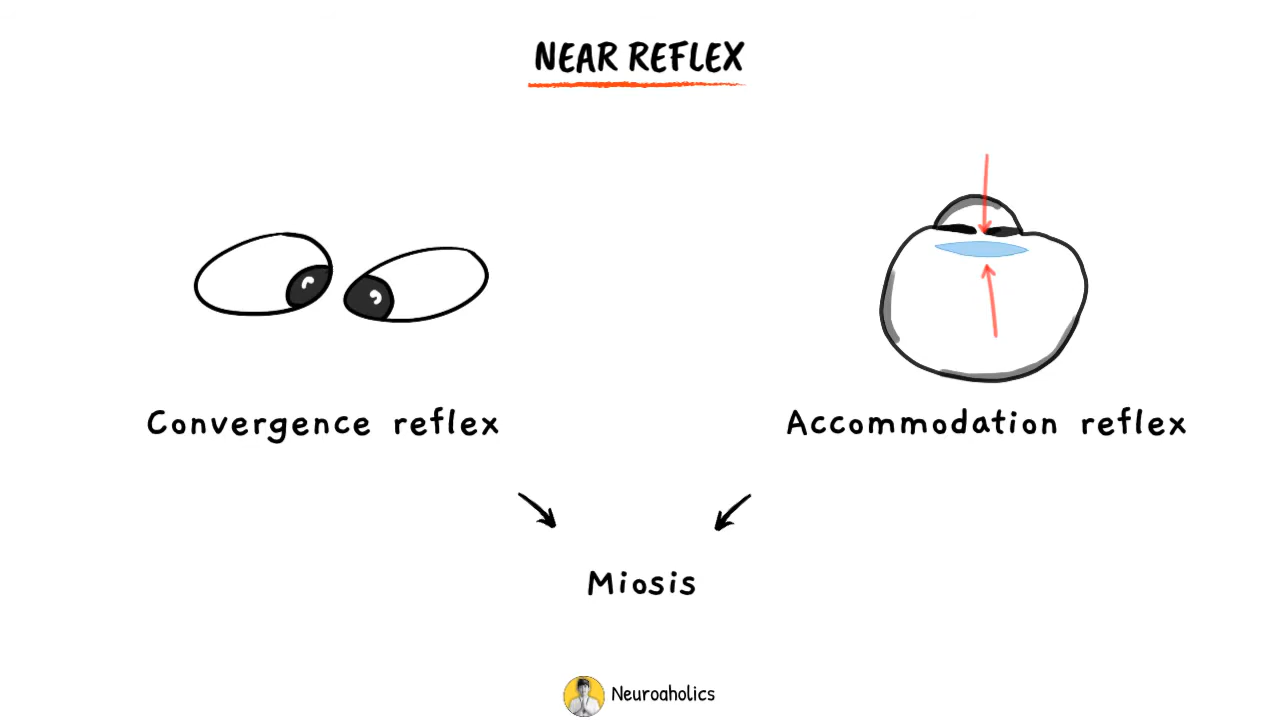 NEAR REFLEX
Convergence reflex
Accommodation reflex
Miosis
Neuroaholics